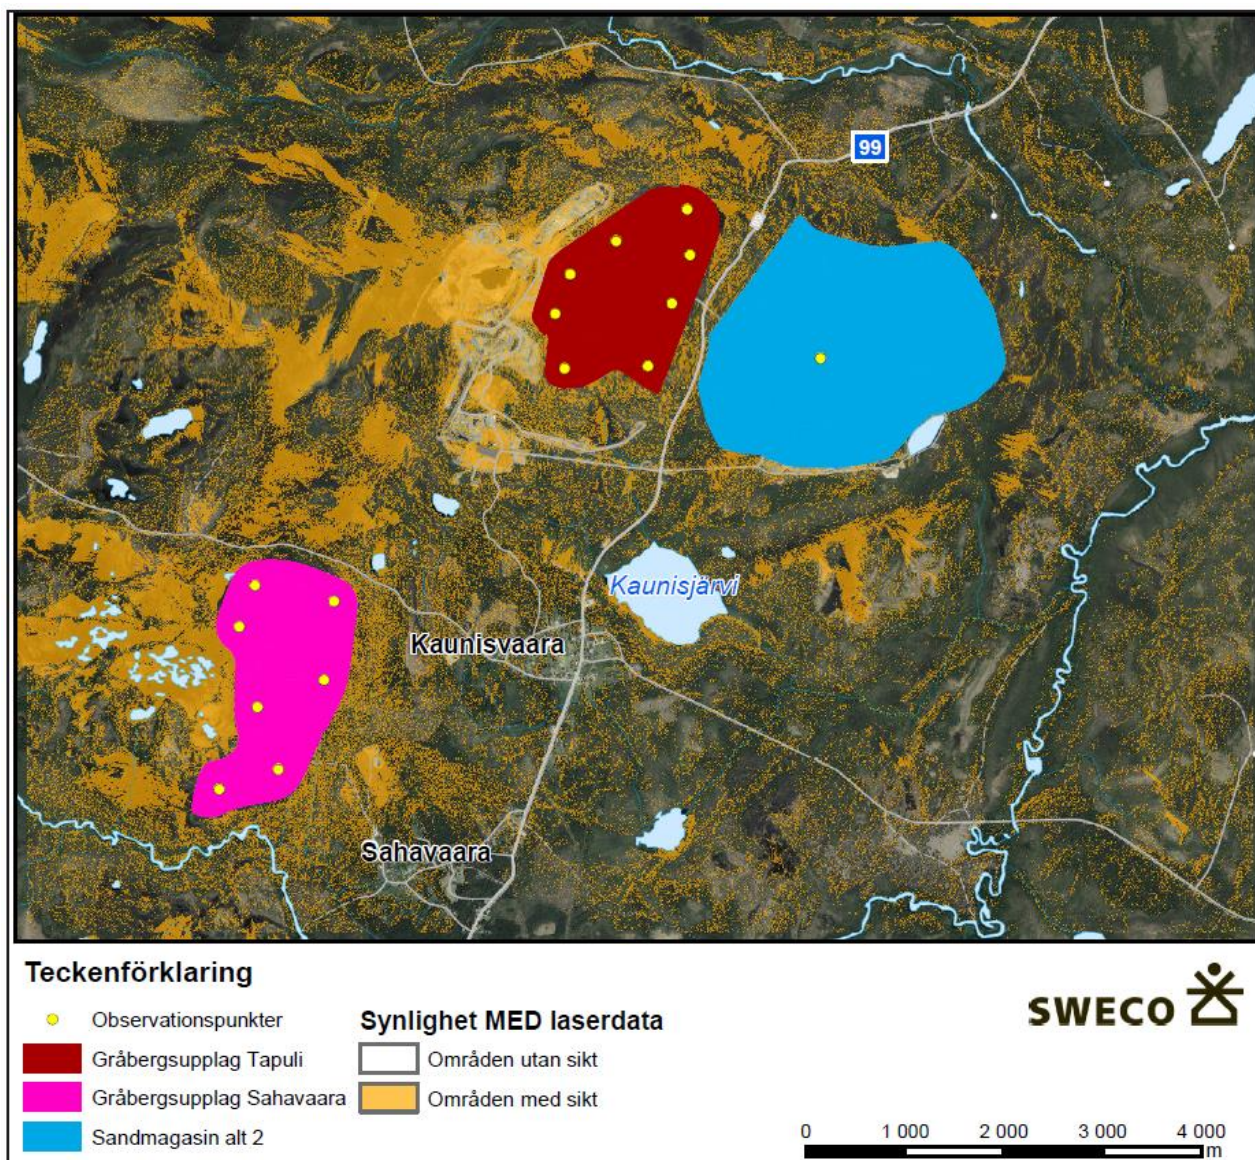 99
Kaunisjärvi
Kaunisvaara
Sahavaara
Teckenförklaring
Observationspunkter
Gråbergsupplag Tapuli
Gråbergsupplag Sahavaara
Sandmagasin alt 2
Synlighet MED laserdata
Områden utan sikt
Områden med sikt
SWECO
0 1 000 2 000 3 000 4 000
m